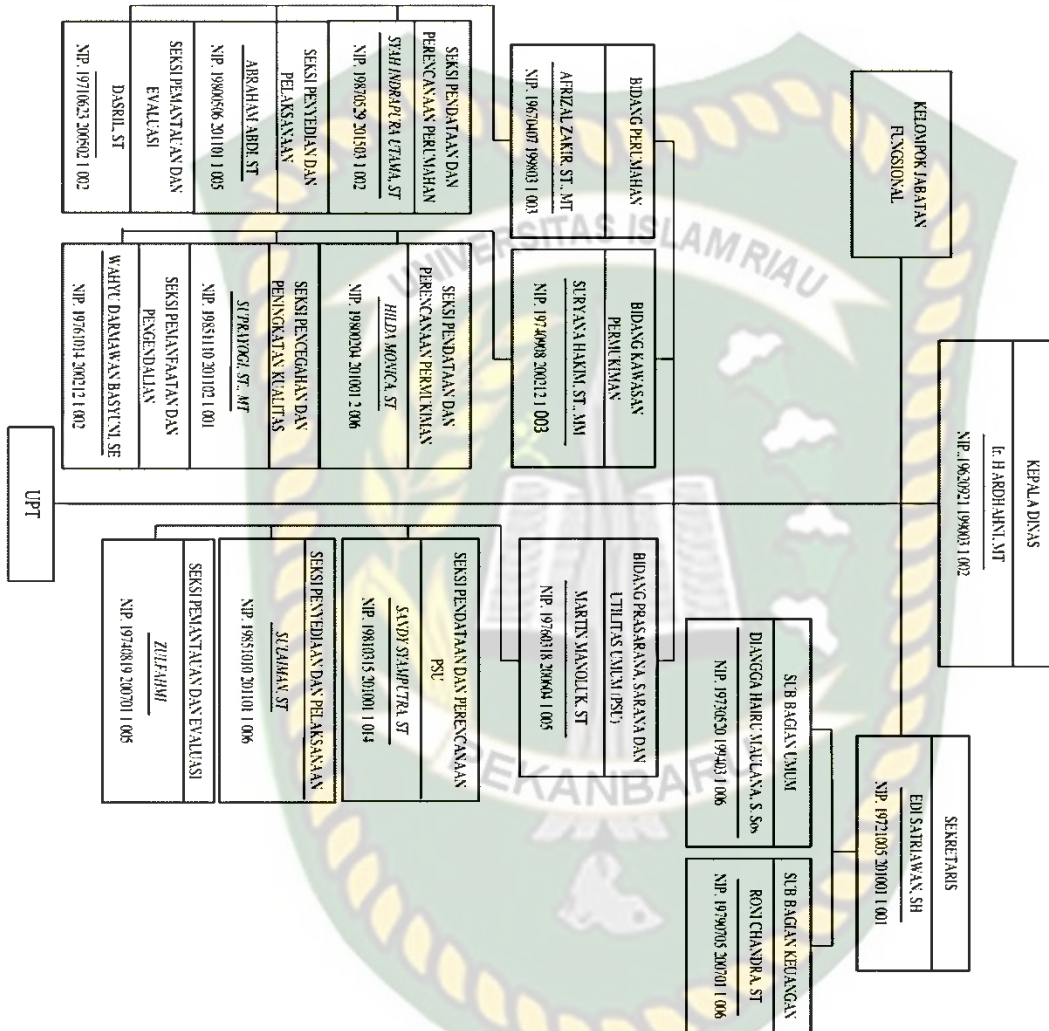 KEPALA DINAS
Ir. H ARDHAHNI, MT
NIP. 19620921 199003 1 002
KELOMPOK JABATAN
FUNGSIONAL
SEKRETARIS
EDI SATRIAWAN, SH
NIP. 19721005 201001 1 001
SUB BAGIAN UMUM
DIANGGA HAIRU MAULANA, S. Sos
NIP. 19730520 199403 1 006
SUB BAGIAN KEUANGAN
RONI CHANDRA, ST
NIP. 19790705 200701 1 006
BIDANG PERUMAHAN
AFRIZAL ZAKIR, ST., MT
NIP. 19670407 199803 1 003
BIDANG KAWASAN
PERMUKIMAN
SURYANA HAKIM, ST., MM
NIP. 19740908 200212 1 003
BIDANG PRASARANA, SARANA DAN
UTILITAS UMUM (PSU)
MARTIN MANOLUK, ST
NIP. 19760318 200604 1 005
SEKSI PENDATAAN DAN
PERENCANAAN PERUMAHAN
SYAH INDRAPURA UTAMA, ST
NIP. 19870529 201503 1 002
SEKSI PENYEDIAN DAN
PELAKSANAAN
ABRAHAM ABDI, ST
NIP. 19800506 201101 1 005
SEKSI PEMANTAUAN DAN
EVALUASI
DASRIL, ST
NIP. 19710623 200502 1 002
SEKSI PENDATAAN DAN
PERENCANAAN PERMUKIMAN
HILDA MONICA, ST
NIP. 19800204 201001 2 006
SEKSI PENCEGAHAN DAN
PENINGKATAN KUALITAS
SUPRAYOGI, ST., MT
NIP. 19851110 201102 1 001
SEKSI PEMANFAATAN DAN
PENGENDALIAN
WAHYU DARMAWAN BASYUNI, SE
NIP. 19761014 200212 1 002
SEKSI PENDATAAN DAN PERENCANAAN
PSU
SANDY SYAMPUTRA, ST
NIP. 19810315 201001 1 014
SEKSI PENYEDIAAN DAN PELAKSANAAN
SULAIMAN, ST
NIP. 19851010 201101 1 006
SEKSI PEMANTAUAN DAN EVALUASI
ZULFAHMI
NIP. 19740819 200701 1 005
UPT
UNIVERSITAS ISLAM RIAU
PEKANBARU